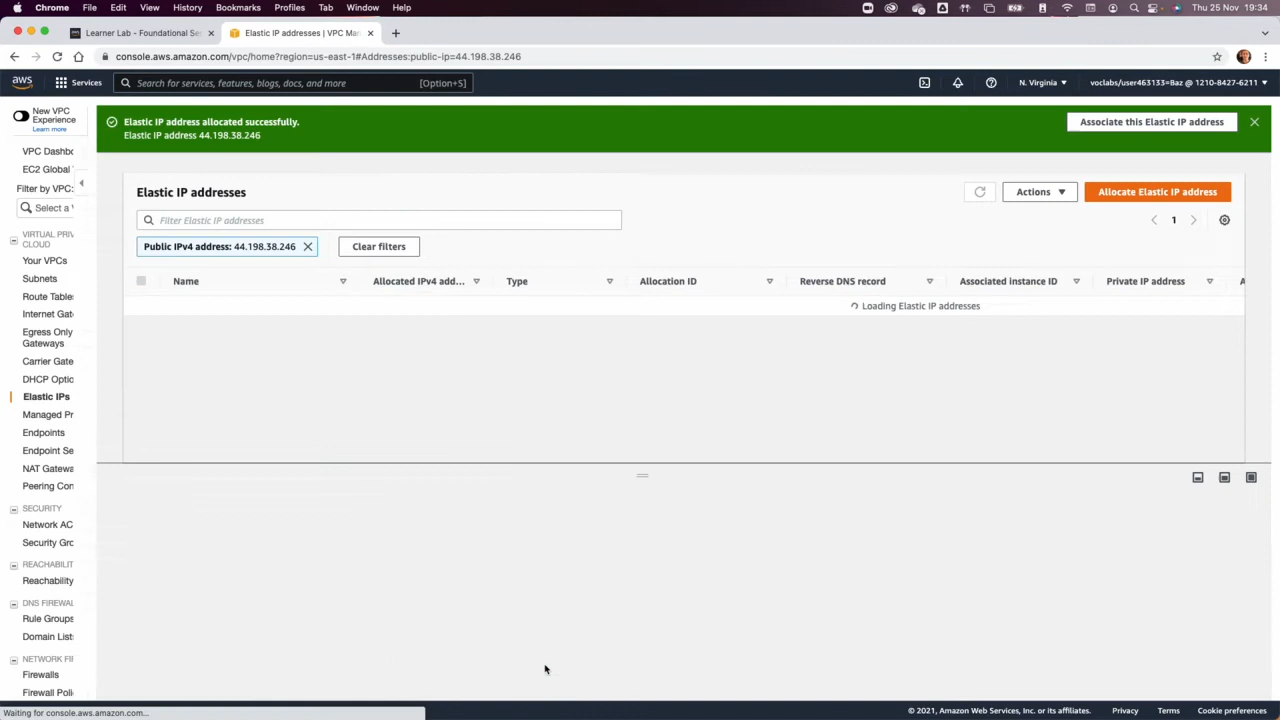 Chrome File Edit View History Bookmarks Profiles Tab Window Help Thu 25 Nov 19:34
Learner Lab - Foundational Se
Elastic IP addresses | VPC Man
console.aws.amazon.com/vpc/home?region=us-east-1#Addresses:public-ip=44.198.38.246
aws Services Search for services, features, blogs, docs, and more [Option+S] N. Virginia ▼ voclabs/user463133=8az @ 1210-8427-6211 ▼
New VPC
Experience
Learn more
Elastic IP address allocated successfully.
Elastic IP address 44.198.38.246
Associate this Elastic IP address
VPC Dashbo
EC2 Global
Filter by VPC:
Select a V
VIRTUAL PRIV
CLOUD
Your VPCs
Subnets
Route Tables
Internet Gat
Egress Only
Gateways
Carrier Gate
DHCP Optio
Elastic IPs
Managed Pr
Endpoints
Endpoint Se
NAT Gatewa
Peering Con
SECURITY
Network AC
Security Gro
REACHABILIT
Reachability
DNS FIREWA
Rule Groups
Domain Lists
NETWORK FI
Firewalls
Firewall Poli
Elastic IP addresses
Actions ▼
Allocate Elastic IP address
Filter Elastic IP addresses
1
Public IPv4 address: 44.198.38.246
Clear filters
Name Allocated IPv4 add... Type Allocation ID Reverse DNS record Associated instance ID Private IP address A
Loading Elastic IP addresses
Waiting for console.aws.amazon.com...
© 2021, Amazon Web Services, Inc. or its affiliates. Privacy Terms Cookie preferences